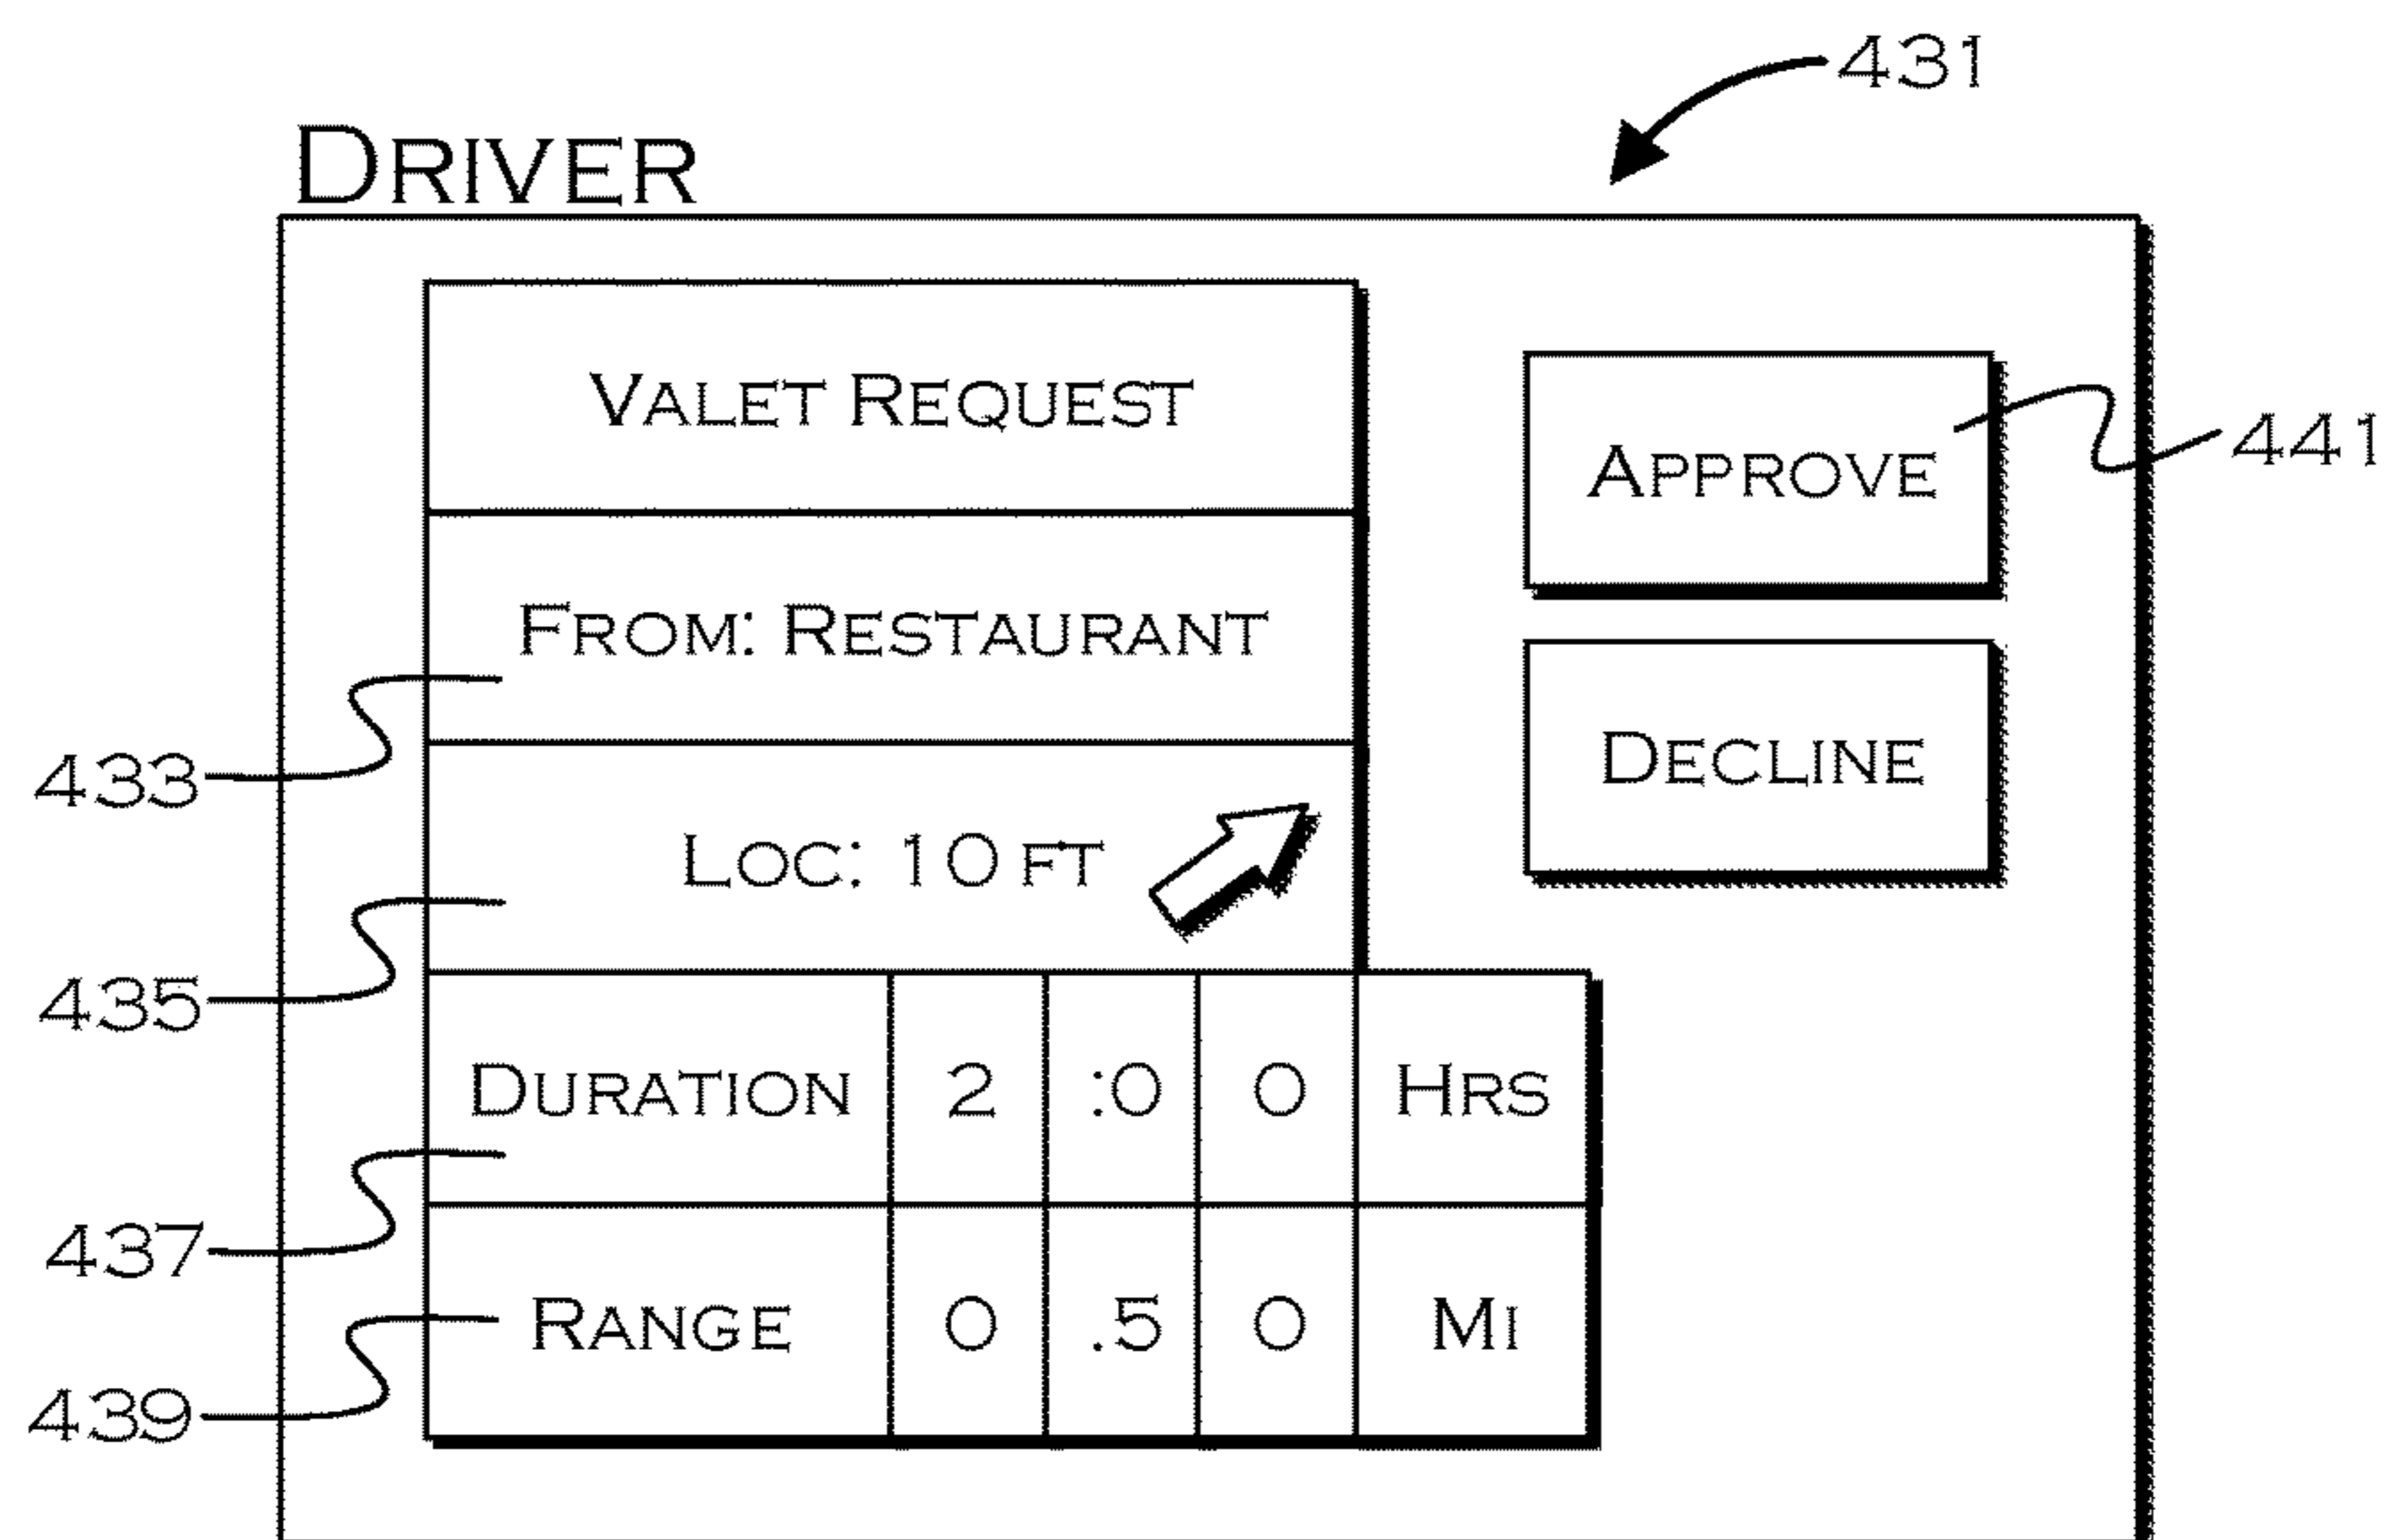 431
DRIVER
VALET REQUEST
APPROVE
441
FROM: RESTAURANT
433
DECLINE
LOC: 10 FT
435
DURATION 2 :0 0 HRS
437
RANGE 0 .5 0 MI
439